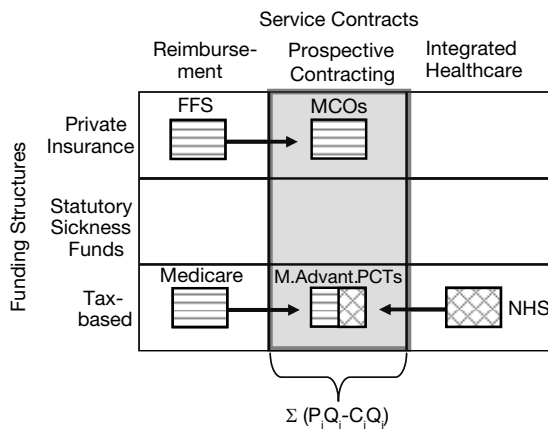 Service Contracts
Reimburse-
ment
Prospective
Contracting
Integrated
Healthcare
Funding Structures
Private
Insurance
FFS
MCOs
Statutory
Sickness
Funds
Tax-
based
Medicare
M.Advant.PCTs
NHS
Σ (PᵢQᵢ-CᵢQᵢ)